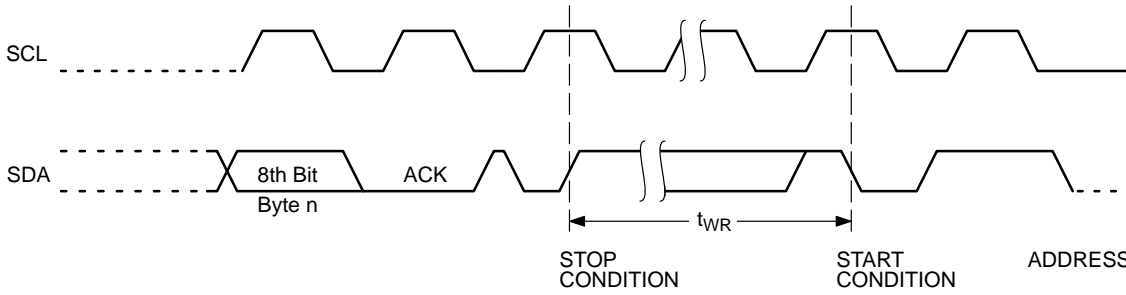 SCL
SDA
8th Bit
Byte n
ACK
tWR
STOP
CONDITION
START
CONDITION
ADDRESS